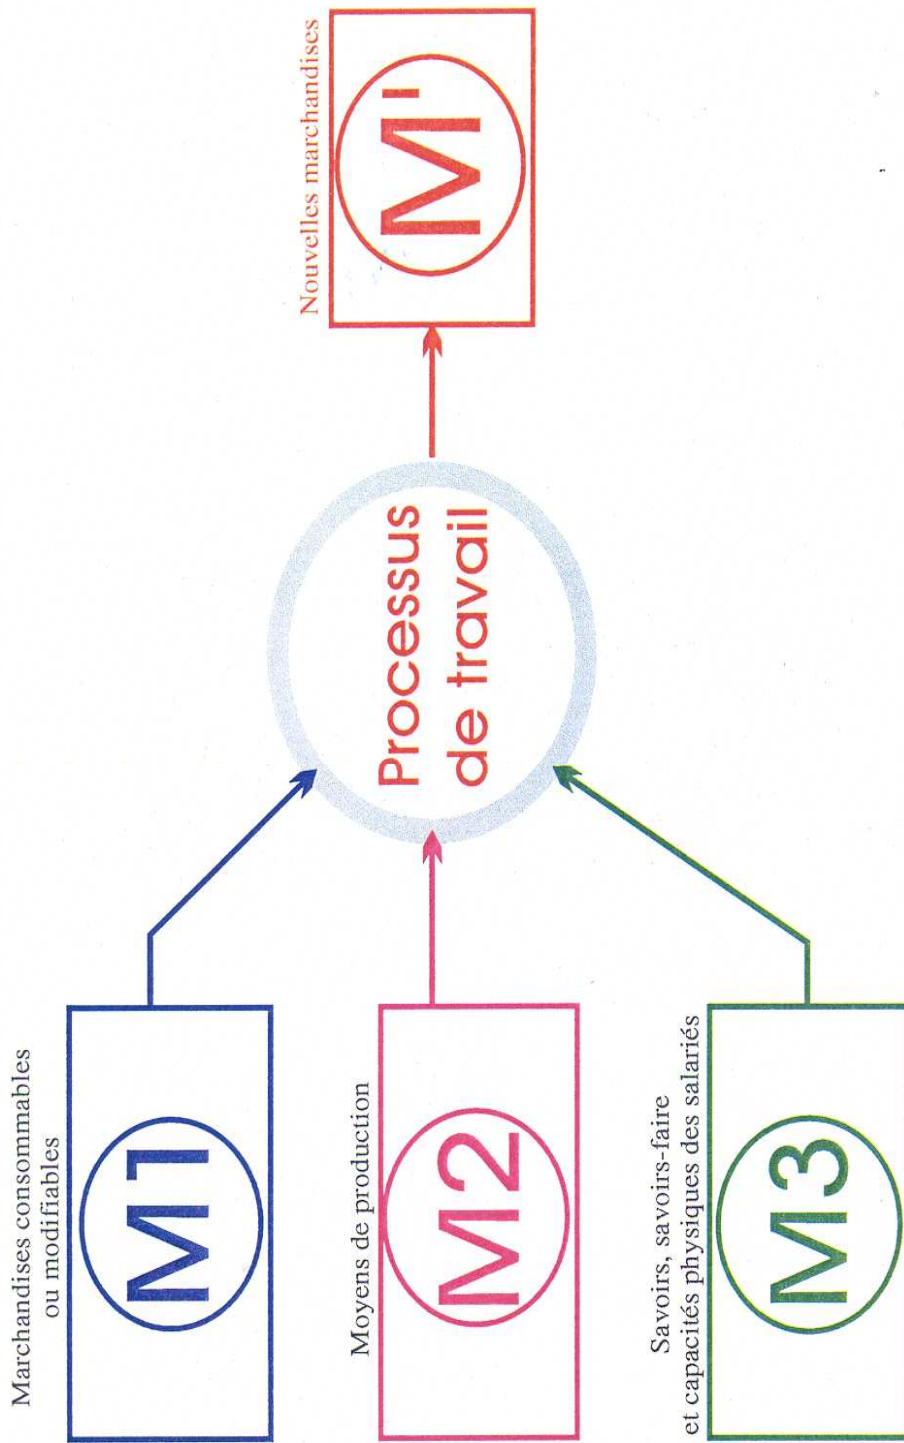 Marchandises consommables
ou modifiables
M1
Moyens de production
M2
Savoirs, savoirs-faire
et capacités physiques des salariés
M3
Processus
de travail
Nouvelles marchandises
M'